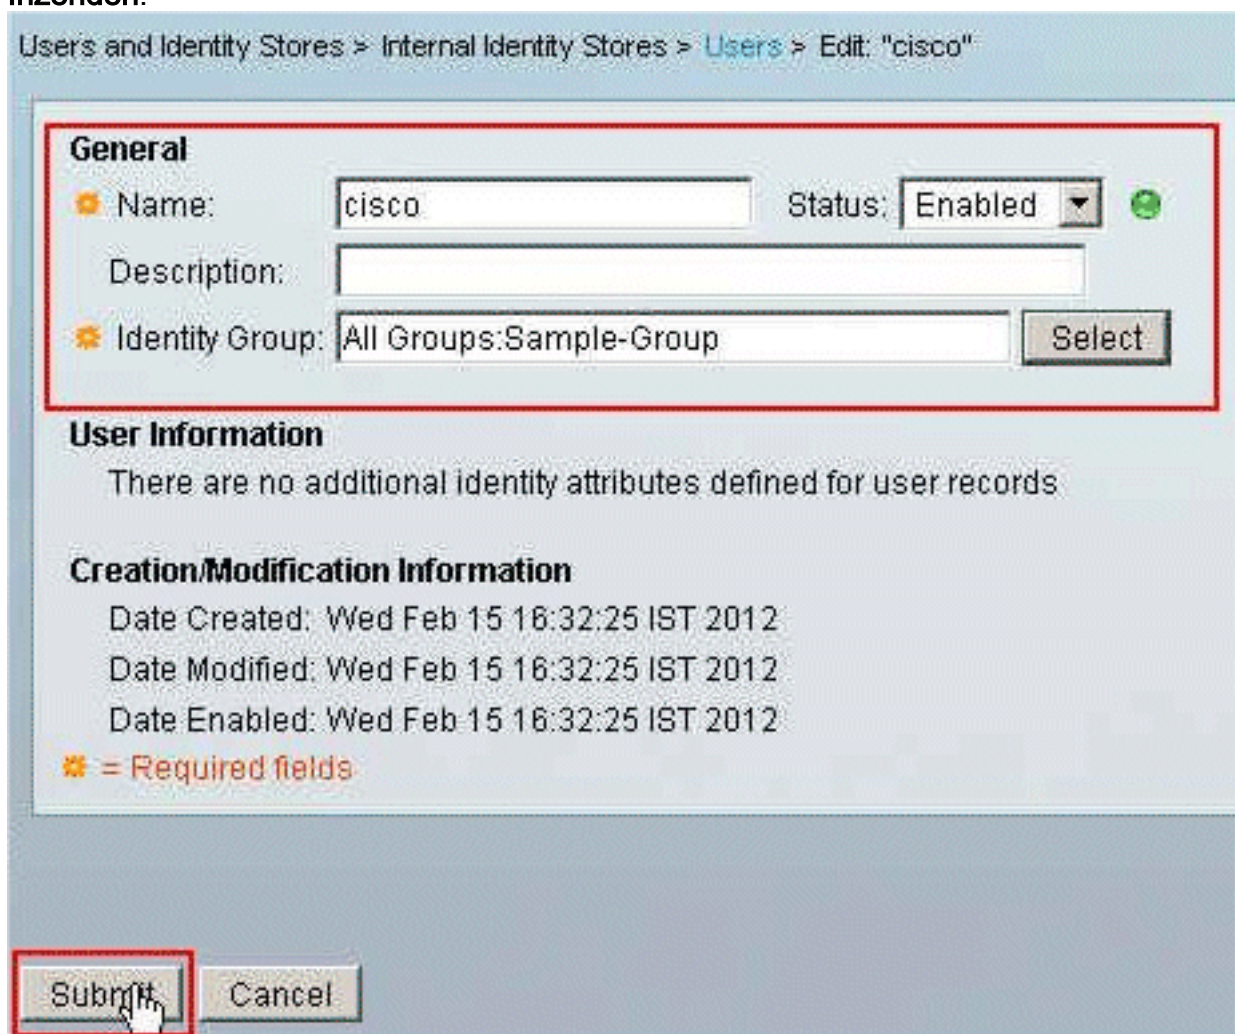 Inzenden.
Users and Identity Stores > Internal Identity Stores > Users > Edit: "cisco"
General
Name: cisco Status: Enabled
Description:
Identity Group: All Groups:Sample-Group Select
User Information
There are no additional identity attributes defined for user records
Creation/Modification Information
Date Created: Wed Feb 15 16:32:25 IST 2012
Date Modified: Wed Feb 15 16:32:25 IST 2012
Date Enabled: Wed Feb 15 16:32:25 IST 2012
= Required fields
Submit Cancel